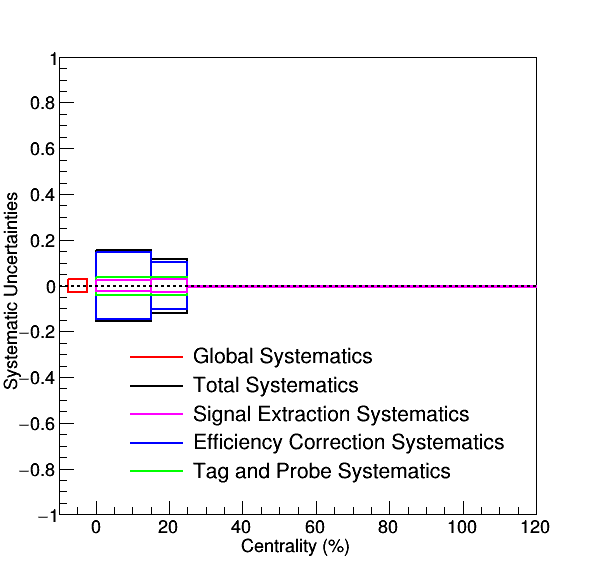 1
0.8
0.6
0.4
0.2
0
−0.2
−0.4
−0.6
−0.8
−1
Systematic Uncertainties
Global Systematics
Total Systematics
Signal Extraction Systematics
Efficiency Correction Systematics
Tag and Probe Systematics
0 20 40 60 80 100 120
Centrality (%)